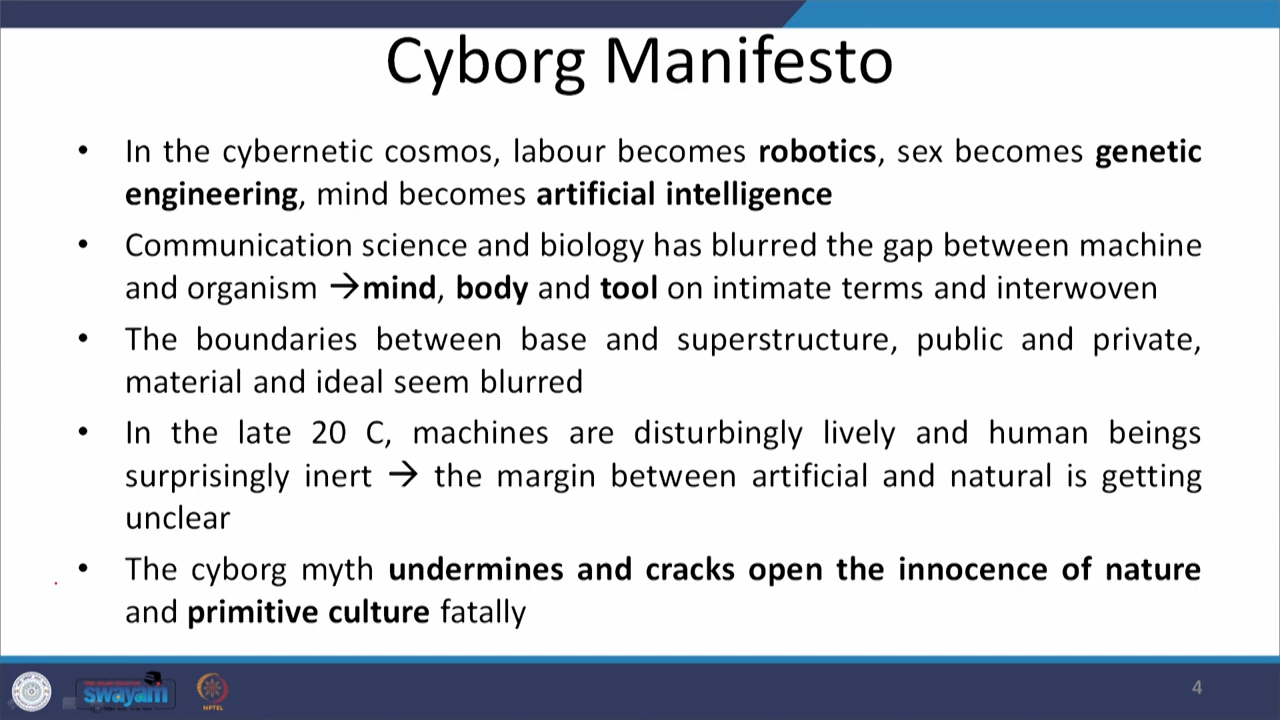 Cyborg Manifesto
• In the cybernetic cosmos, labour becomes robotics, sex becomes genetic
engineering, mind becomes artificial intelligence
• Communication science and biology has blurred the gap between machine
and organism →mind, body and tool on intimate terms and interwoven
• The boundaries between base and superstructure, public and private,
material and ideal seem blurred
• In the late 20 C, machines are disturbingly lively and human beings
surprisingly inert → the margin between artificial and natural is getting
unclear
• The cyborg myth undermines and cracks open the innocence of nature
and primitive culture fatally
swayam
NPTEL
4